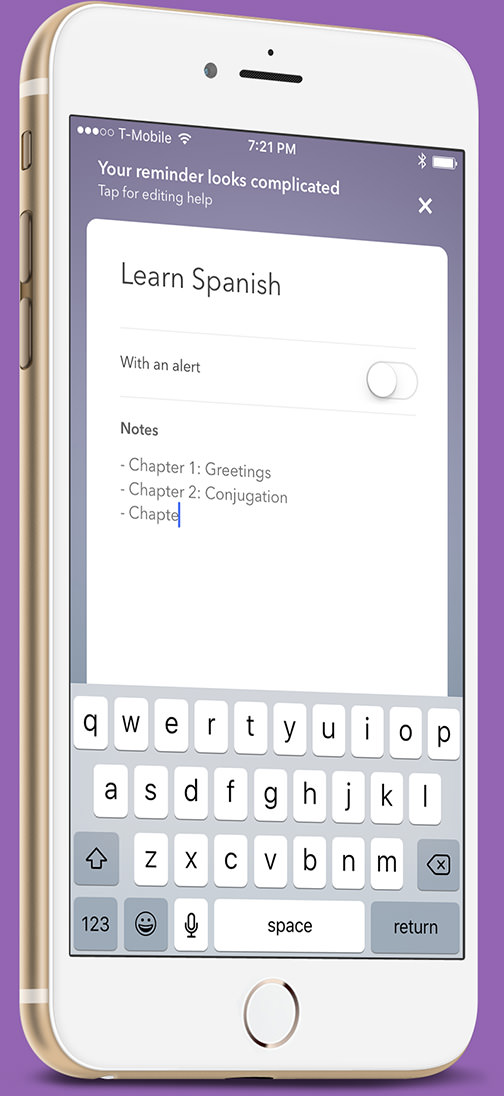 T-Mobile 7:21 PM
Your reminder looks complicated
Tap for editing help
Learn Spanish
With an alert
Notes
- Chapter 1: Greetings
- Chapter 2: Conjugation
- Chapte
q w e r t y u i o p
a s d f g h j k l
z x c v b n m
123 space return